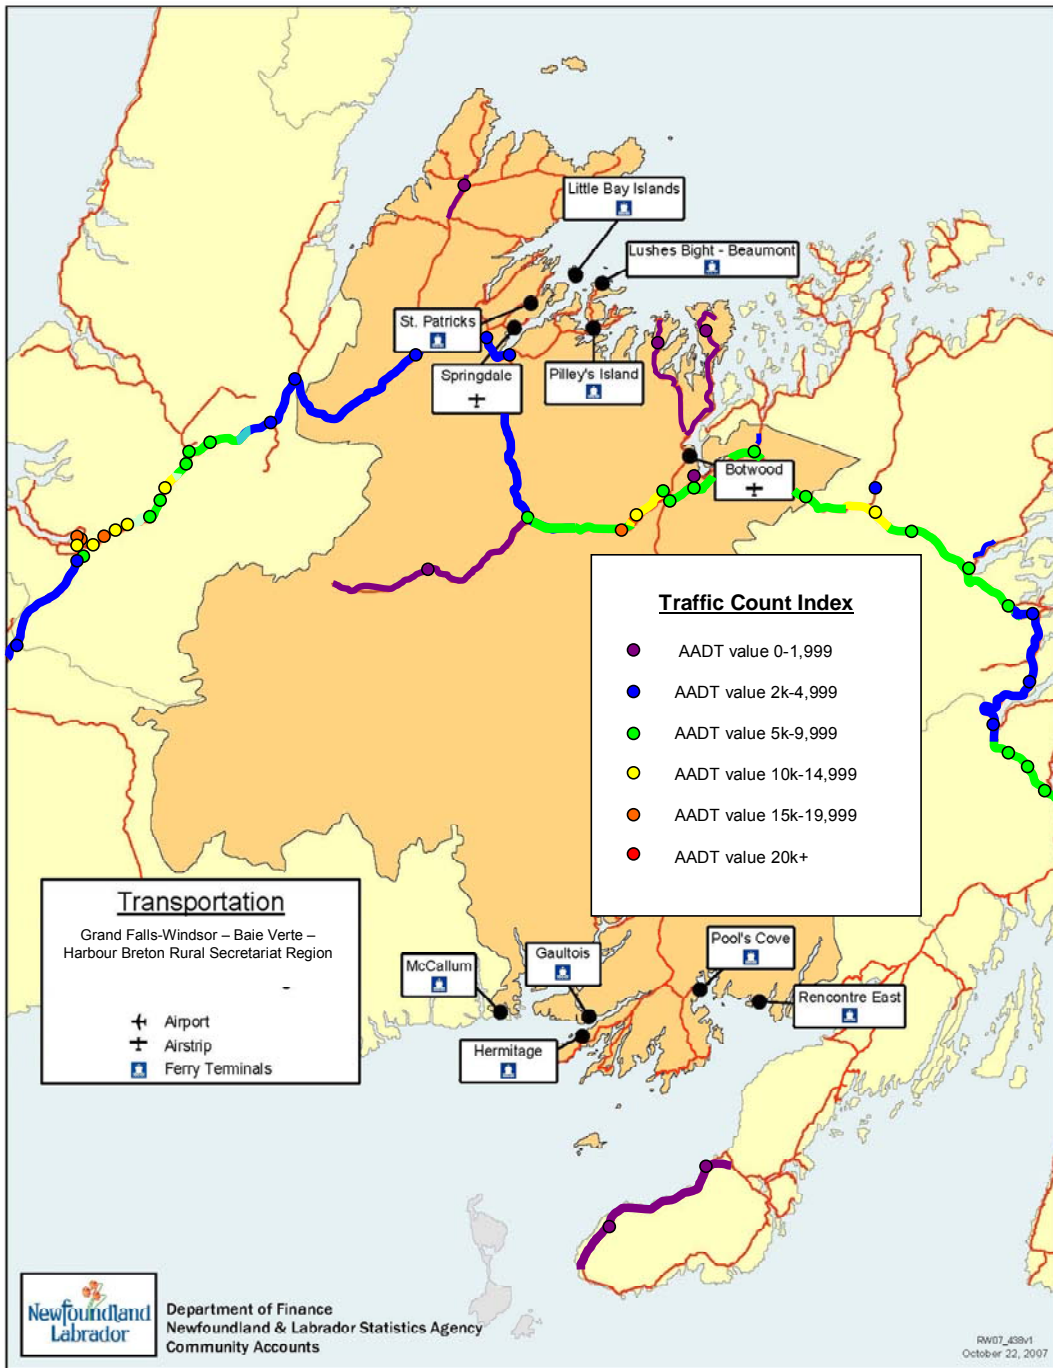 Little Bay Islands
Lushes Bight - Beaumont
St. Patricks
Springdale
Pilley's Island
Botwood
Traffic Count Index
AADT value 0-1,999
AADT value 2k-4,999
AADT value 5k-9,999
AADT value 10k-14,999
AADT value 15k-19,999
AADT value 20k+
Transportation
Grand Falls-Windsor – Baie Verte –
Harbour Breton Rural Secretariat Region
-
Airport
Airstrip
Ferry Terminals
McCallum
Gaultois
Pool's Cove
Rencontre East
Hermitage
Newfoundland
Labrador
Department of Finance
Newfoundland & Labrador Statistics Agency
Community Accounts
RW07_438v1
October 22, 2007